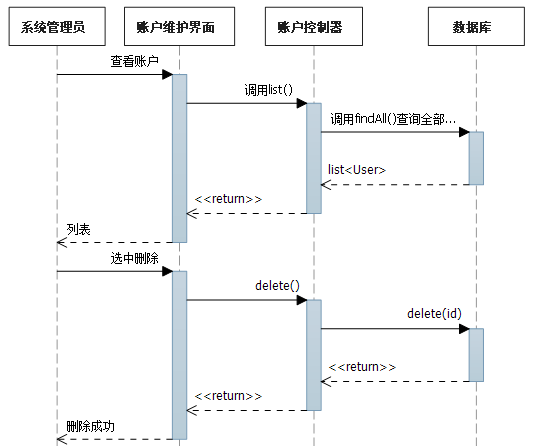 系统管理员
账户维护界面
账户控制器
数据库
查看账户
调用list()
调用findAll()查询全部...
list<User>
<<return>>
列表
选中删除
delete()
delete(id)
<<return>>
<<return>>
删除成功